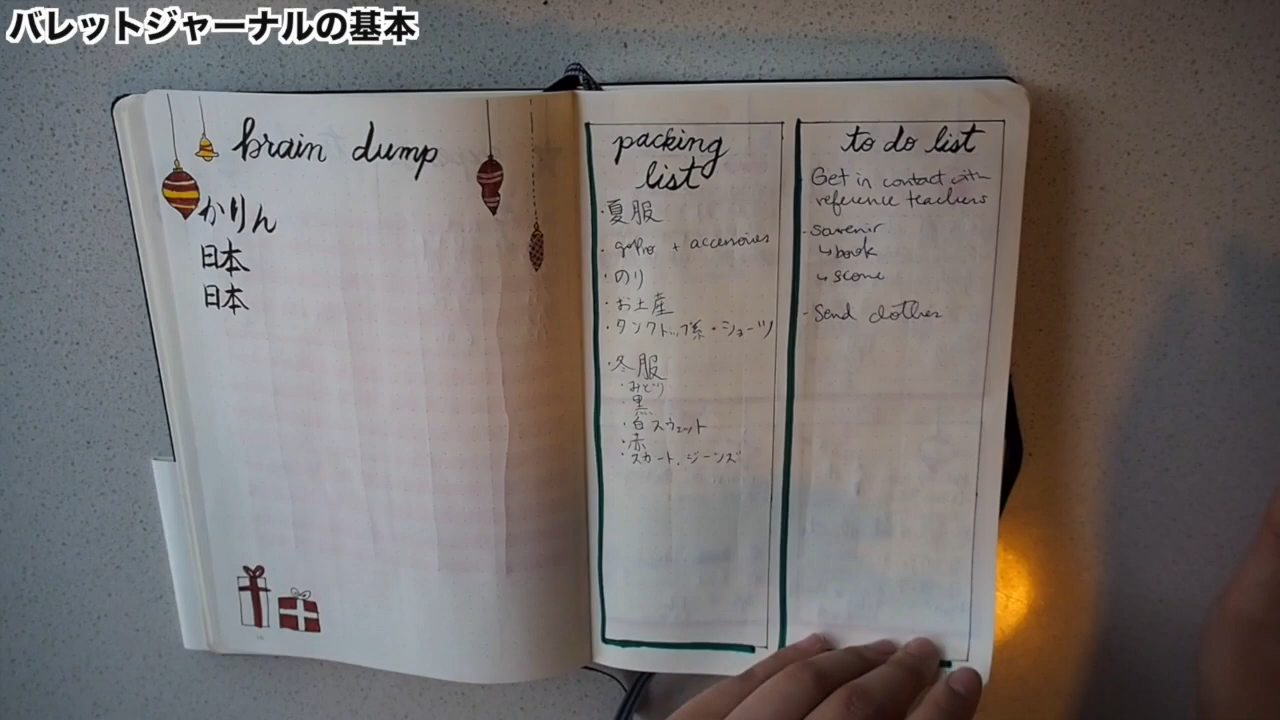 バレットジャーナルの基本
brain dump
かりん
日本
日本
packing
list
・夏服
・goPro + accessories
・のり
・お土産
・タンクトップ系・ショーツ
・冬服
・みどり
・黒
・白スウェット
・赤
・スカート、ジーンズ
to do list
Get in contact with
reference teachers
- souvenir
↳ book
↳ scone
- Send clothes